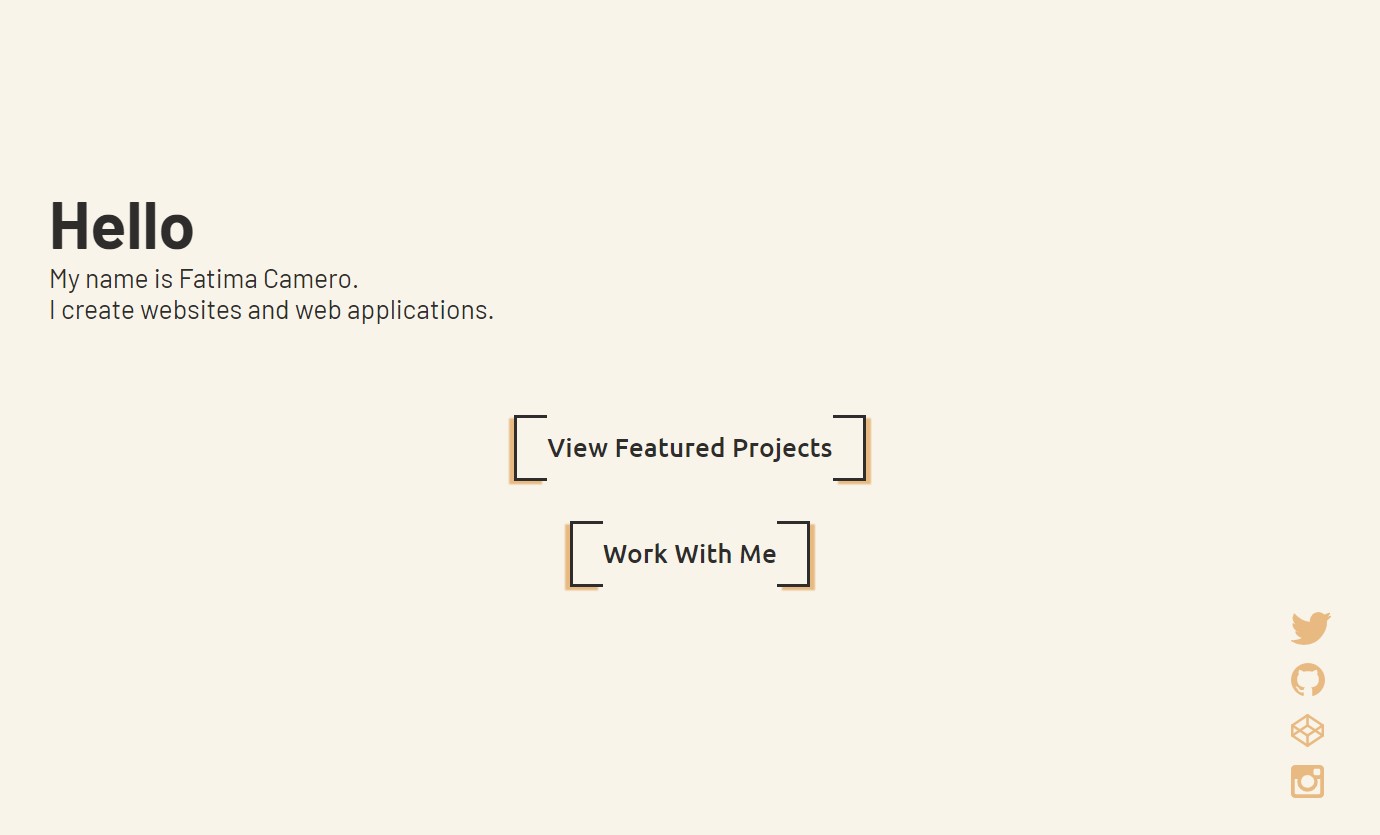 Hello
My name is Fatima Camero.
I create websites and web applications.
View Featured Projects
Work With Me